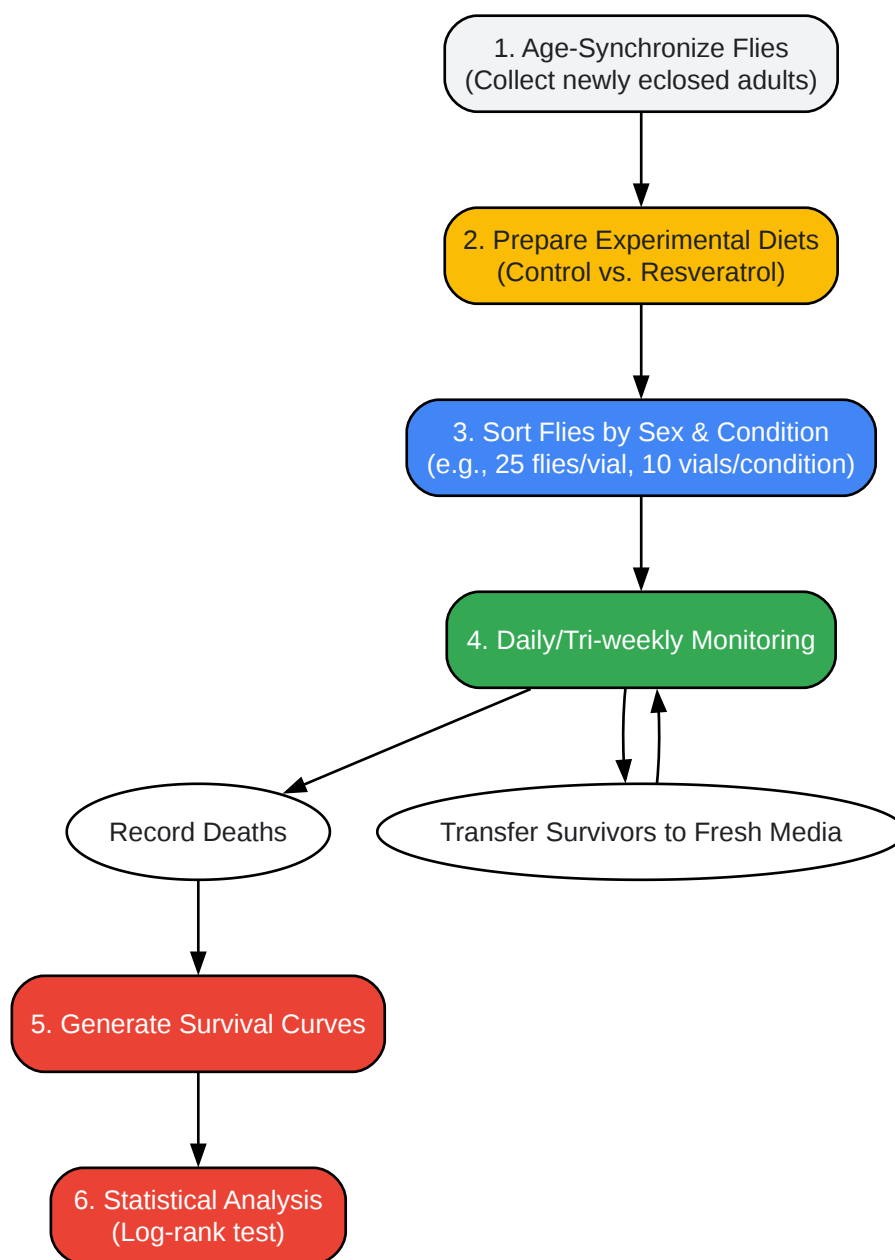 1. Age-Synchronize Flies
(Collect newly eclosed adults)
2. Prepare Experimental Diets
(Control vs. Resveratrol)
3. Sort Flies by Sex & Condition
(e.g., 25 flies/vial, 10 vials/condition)
4. Daily/Tri-weekly Monitoring
Record Deaths
Transfer Survivors to Fresh Media
5. Generate Survival Curves
6. Statistical Analysis
(Log-rank test)